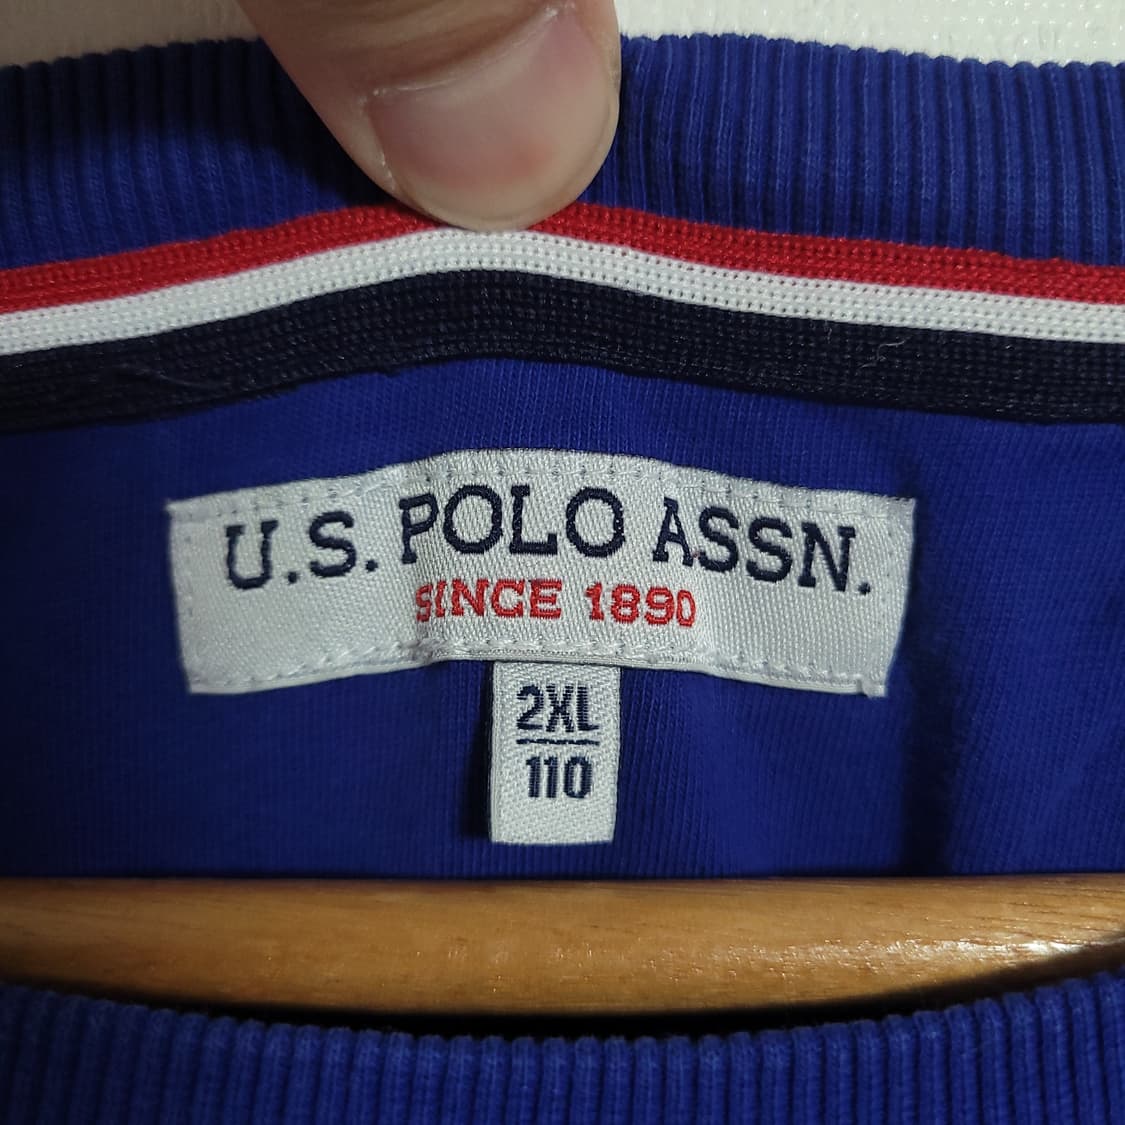 U.S. POLO ASSN.
SINCE 1890
2XL
110